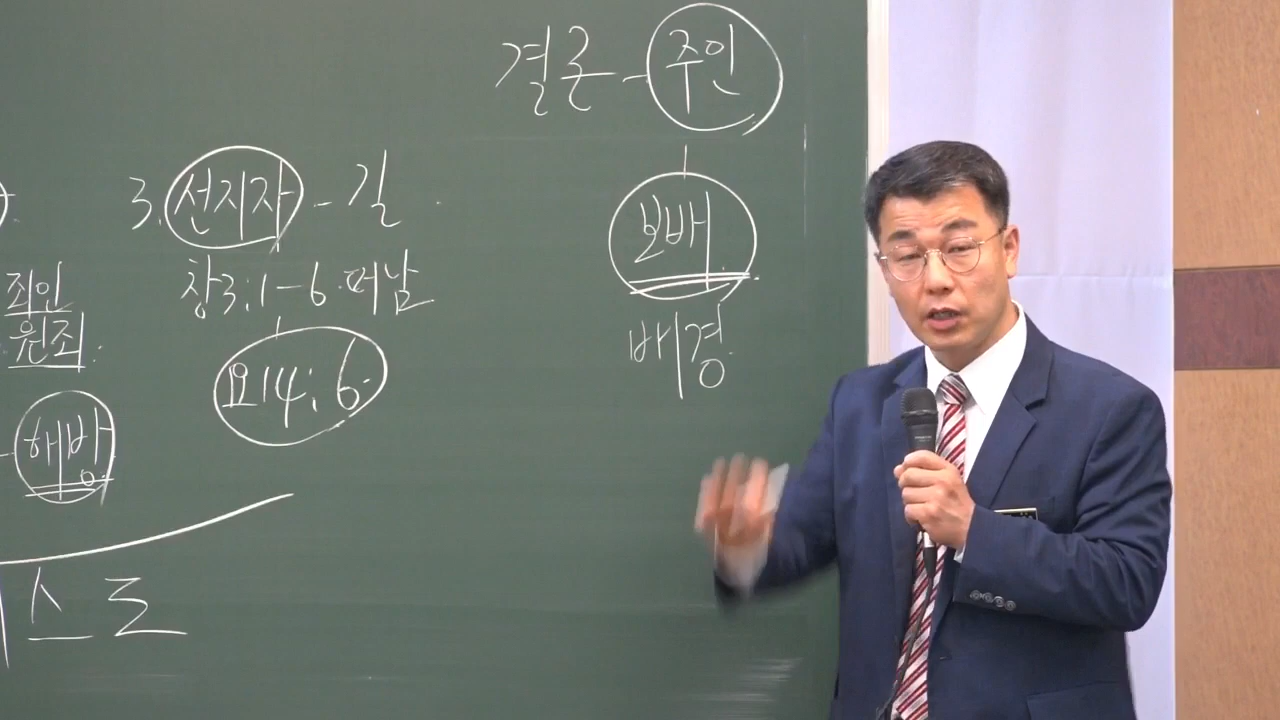 결론 - 주인
보배
배경
3. 선지자 - 길
창3:1-6 떠남
요14:6
죄인
원죄
해방
스도